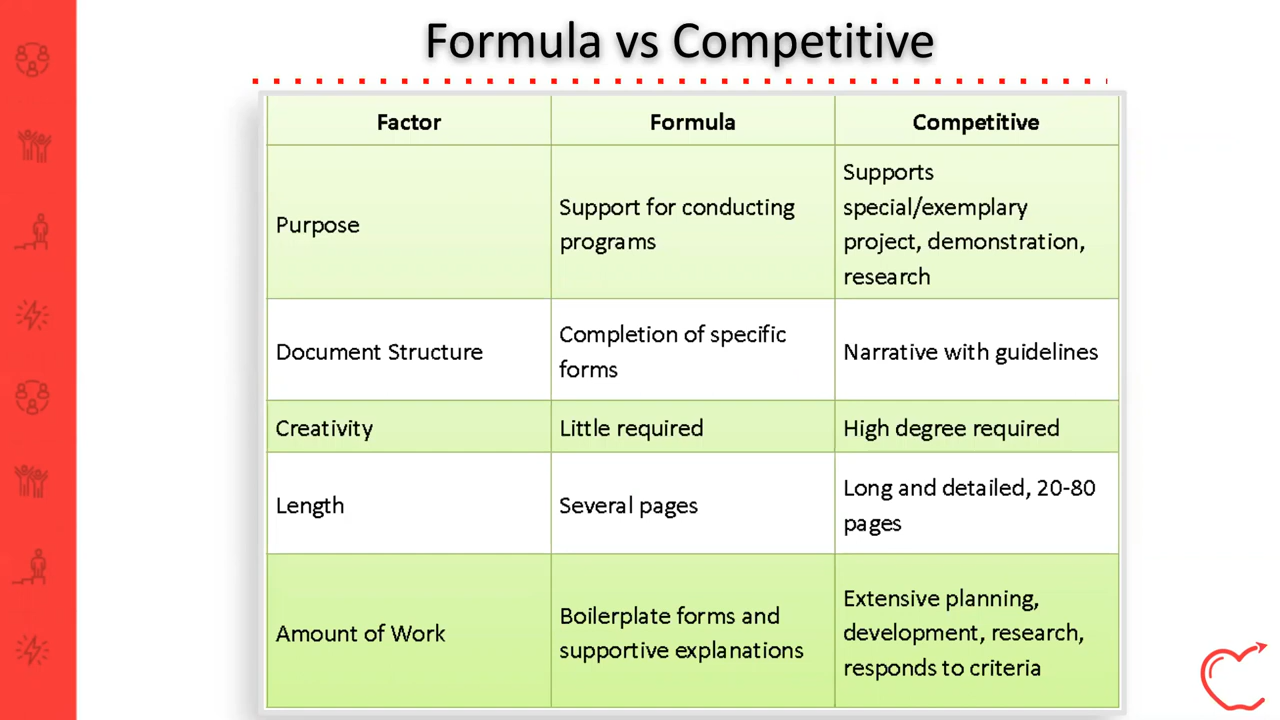 Formula vs Competitive
Factor
Formula
Competitive
Purpose
Support for conducting
programs
Supports
special/exemplary
project, demonstration,
research
Document Structure
Completion of specific
forms
Narrative with guidelines
Creativity
Little required
High degree required
Length
Several pages
Long and detailed, 20-80
pages
Amount of Work
Boilerplate forms and
supportive explanations
Extensive planning,
development, research,
responds to criteria